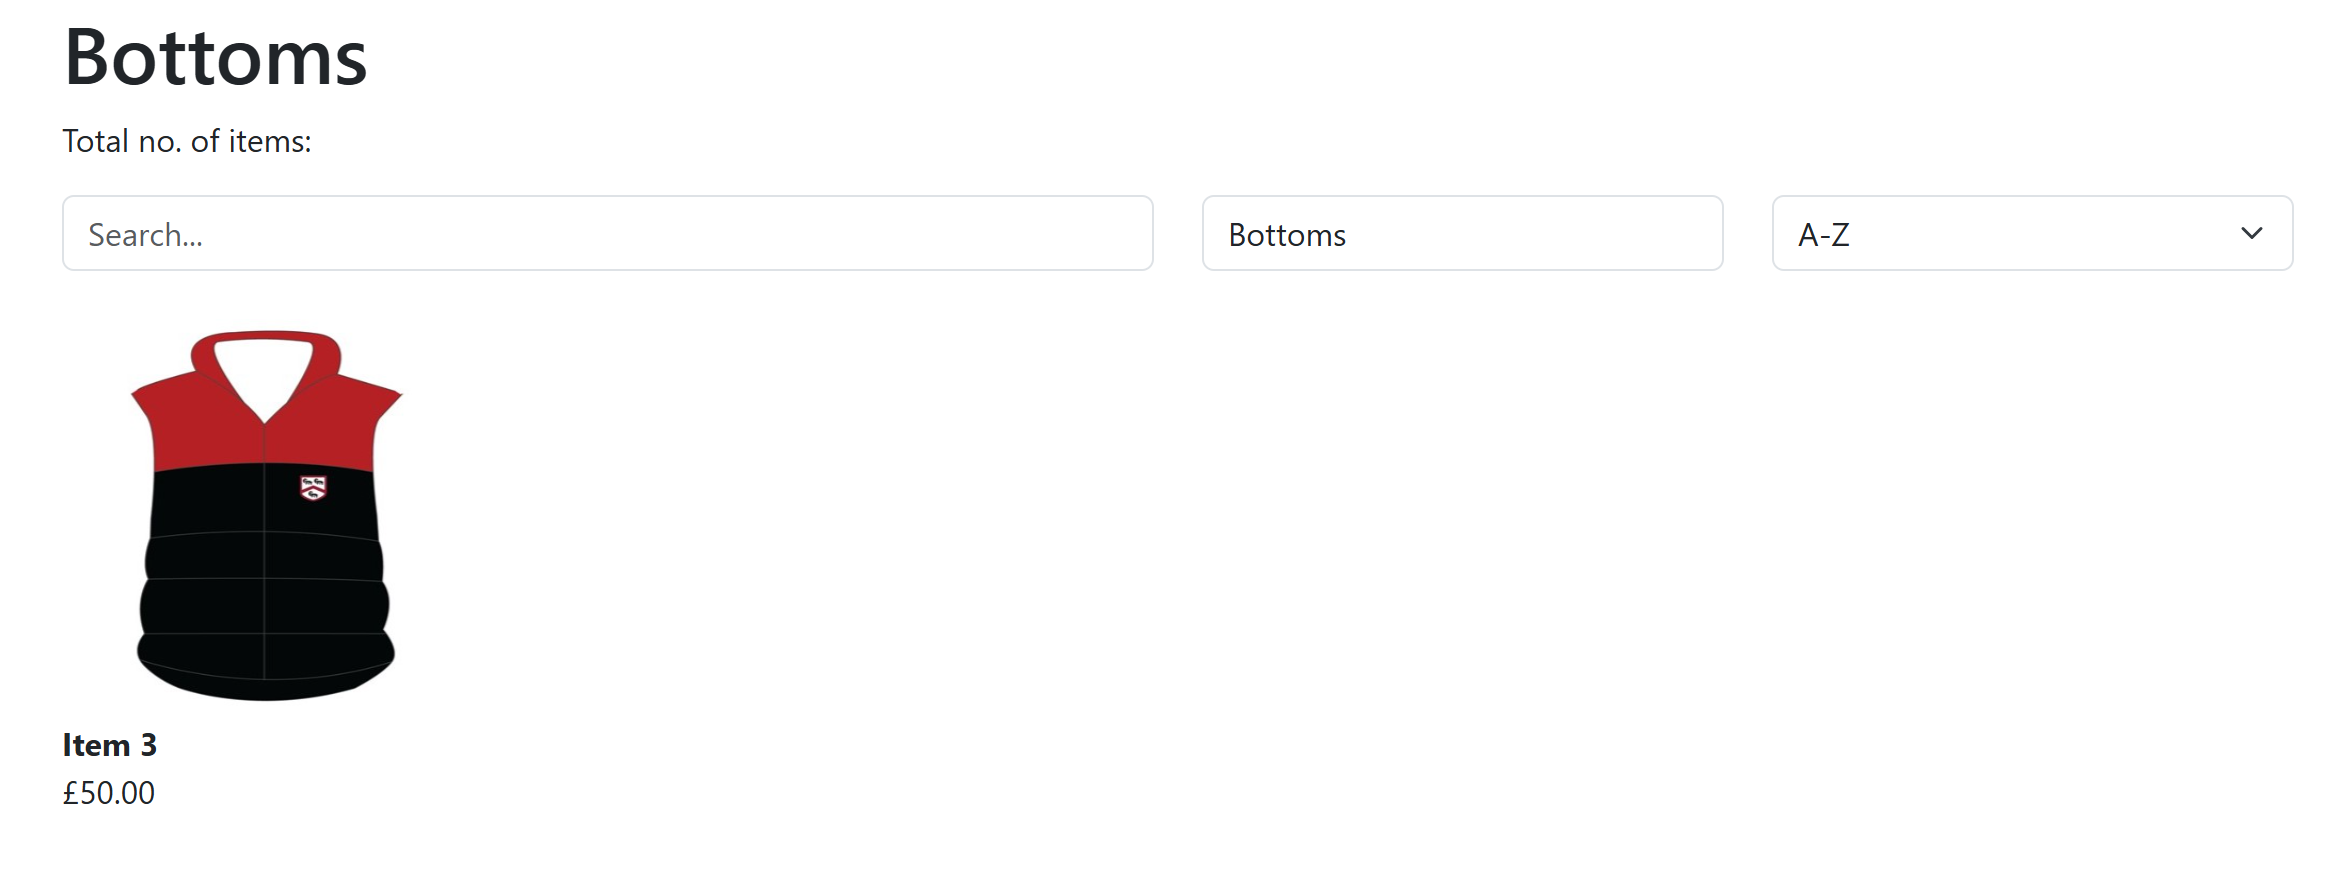 Bottoms
Total no. of items:
Search...
Bottoms
A-Z
Item 3
£50.00